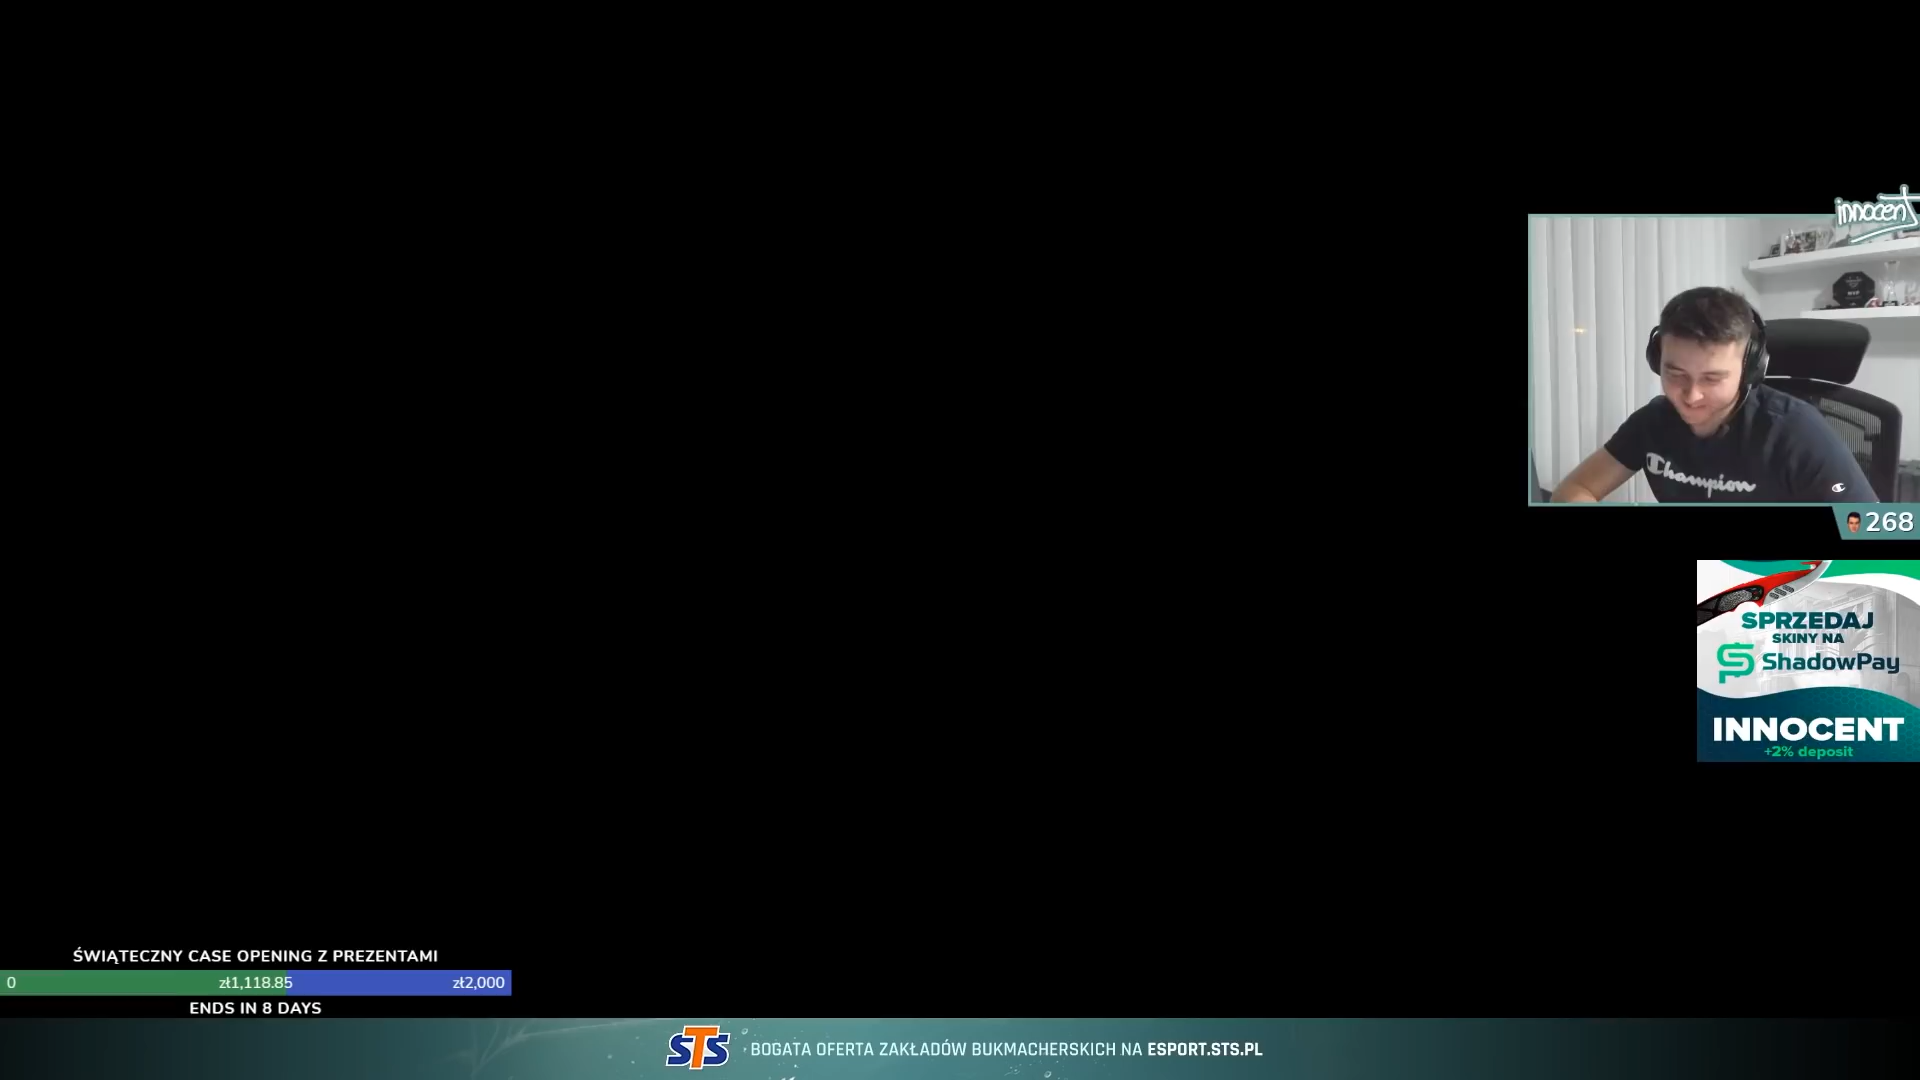 innocent
Champion
268
SPRZEDAJ
SKINY NA
ShadowPay
INNOCENT
+2% deposit
ŚWIĄTECZNY CASE OPENING Z PREZENTAMI
0 zł1,118.85 zł2,000
ENDS IN 8 DAYS
STS BOGATA OFERTA ZAKŁADÓW BUKMACHERSKICH NA ESPORT.STS.PL